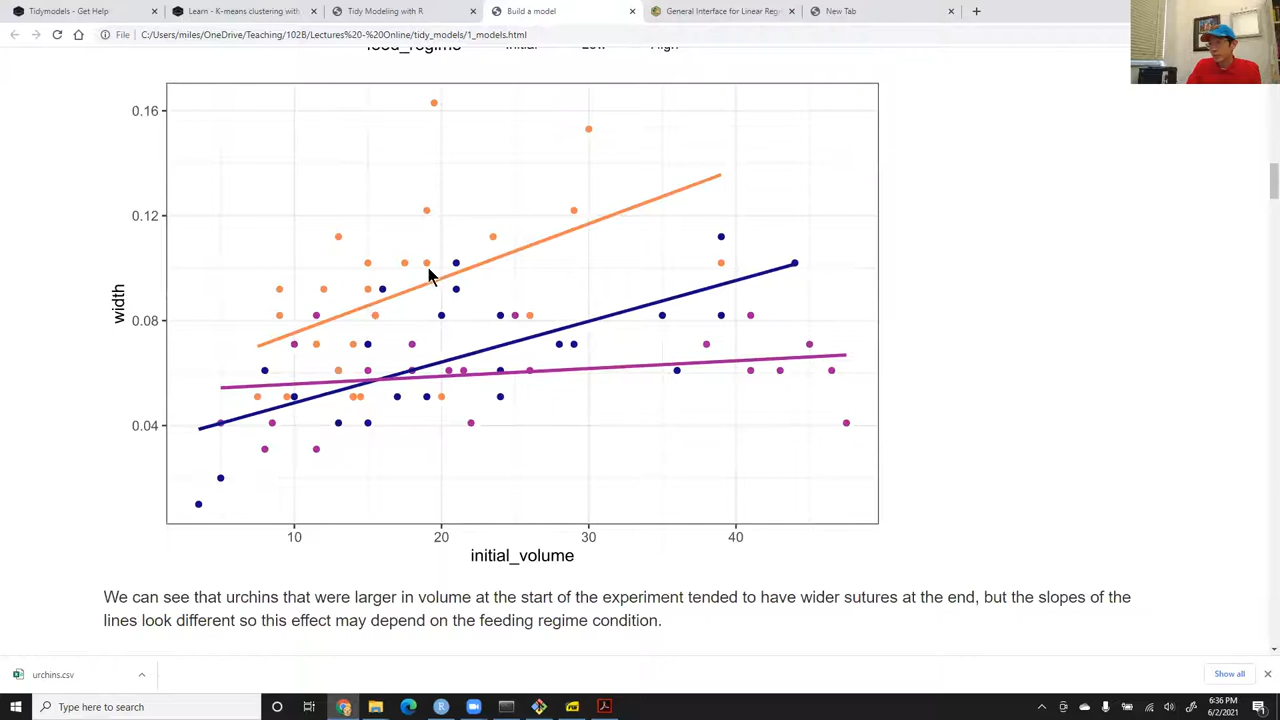 Tidymodels - Get Help
Learn - K-means clustering with
Tidy Modeling with R
Build a model
General Interface for Linear Regr
New Tab
File
C:/Users/miles/OneDrive/Teaching/102B/Lectures%20-%20Online/tidy_models/1_models.html
food_regime Initial Low High
0.16
0.12
0.08
0.04
width
10 20 30 40
initial_volume
We can see that urchins that were larger in volume at the start of the experiment tended to have wider sutures at the end, but the slopes of the
lines look different so this effect may depend on the feeding regime condition.
urchins.csv
Show all
Type here to search
6:36 PM
6/2/2021